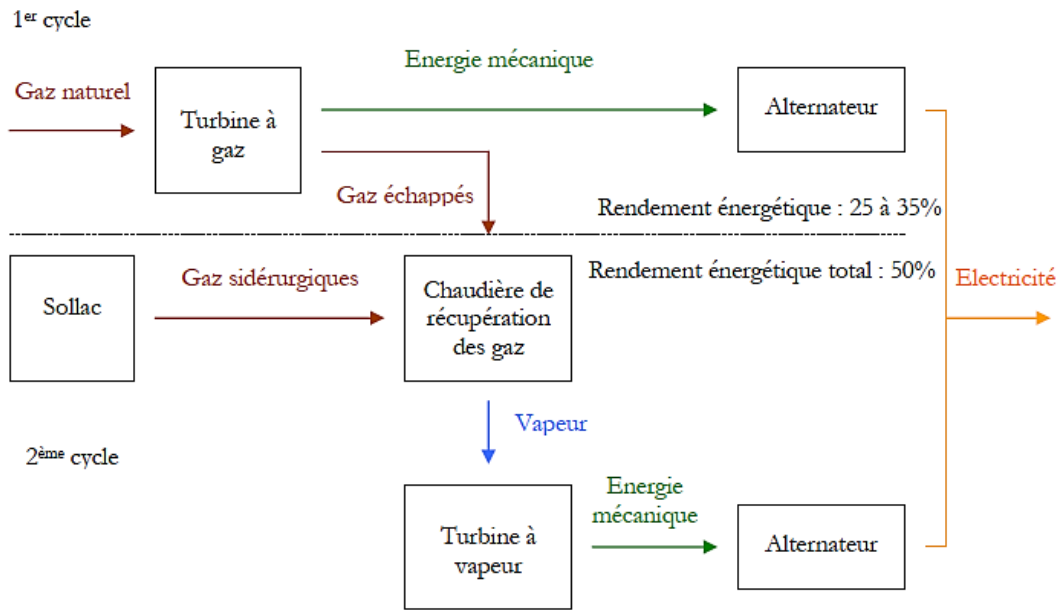 1er cycle
Energie mécanique
Gaz naturel
Turbine à
gaz
Alternateur
Gaz échappés
Rendement énergétique : 25 à 35%
Sollac
Gaz sidérurgiques
Chaudière de
récupération
des gaz
Rendement énergétique total : 50%
Electricité
Vapeur
2ème cycle
Turbine à
vapeur
Energie
mécanique
Alternateur